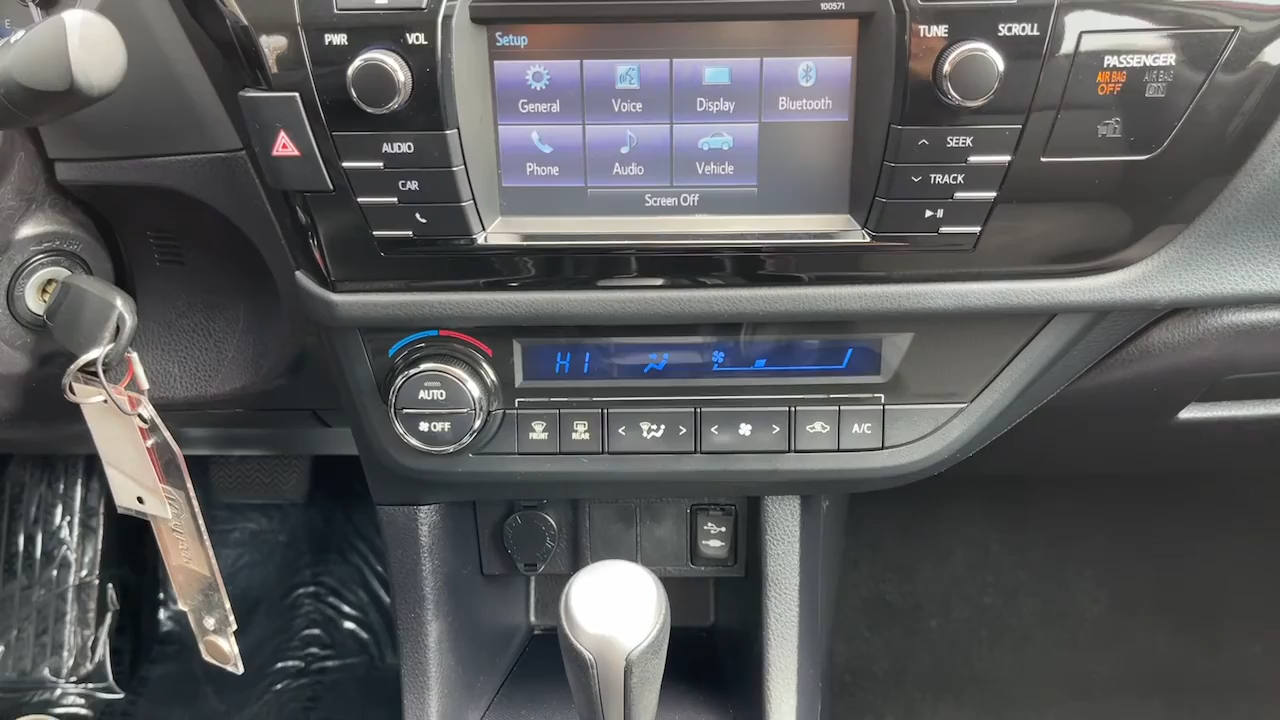 100571
PWR
VOL
Setup
General
Voice
Display
Bluetooth
Phone
Audio
Vehicle
Screen Off
AUDIO
CAR
TUNE
SCROLL
SEEK
TRACK
PASSENGER
AIR BAG
OFF
AIR BAG
ON
HI
AUTO
OFF
FRONT
REAR
A/C
E